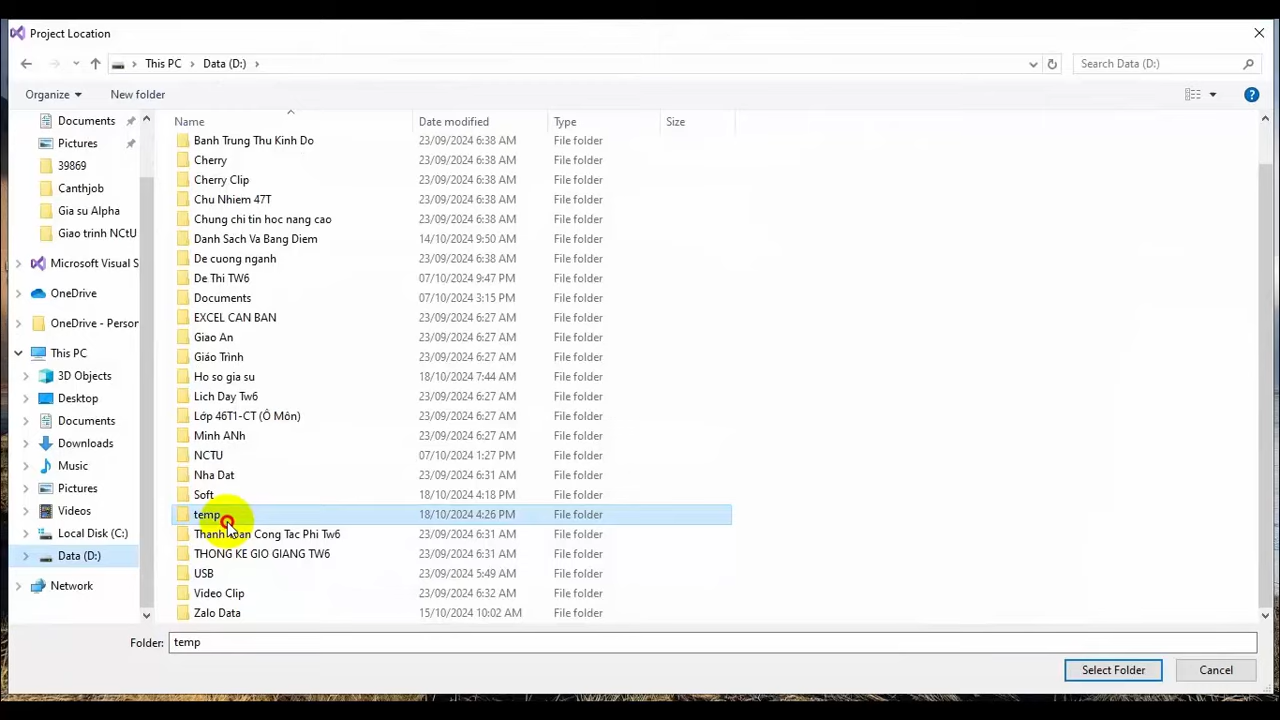 Project Location
This PC
Data (D:)
Search Data (D:)
Organize
New folder
?
Name
Date modified
Type
Size
Documents
Pictures
39869
Canthjob
Gia su Alpha
Giao trinh NCtU
Microsoft Visual S
OneDrive
OneDrive - Person
This PC
3D Objects
Desktop
Documents
Downloads
Music
Pictures
Videos
Local Disk (C:)
Data (D:)
Network
Banh Trung Thu Kinh Do 23/09/2024 6:38 AM File folder
Cherry 23/09/2024 6:38 AM File folder
Cherry Clip 23/09/2024 6:38 AM File folder
Chu Nhiem 47T 23/09/2024 6:38 AM File folder
Chung chi tin hoc nang cao 23/09/2024 6:38 AM File folder
Danh Sach Va Bang Diem 14/10/2024 9:50 AM File folder
De cuong nganh 23/09/2024 6:38 AM File folder
De Thi TW6 07/10/2024 9:47 PM File folder
Documents 07/10/2024 3:15 PM File folder
EXCEL CAN BAN 23/09/2024 6:27 AM File folder
Giao An 23/09/2024 6:27 AM File folder
Giáo Trình 23/09/2024 6:27 AM File folder
Ho so gia su 18/10/2024 7:44 AM File folder
Lich Day Tw6 23/09/2024 6:27 AM File folder
Lớp 46T1-CT (Ô Môn) 23/09/2024 6:27 AM File folder
Minh ANh 23/09/2024 6:27 AM File folder
NCTU 07/10/2024 1:27 PM File folder
Nha Dat 23/09/2024 6:31 AM File folder
Soft 18/10/2024 4:18 PM File folder
temp 18/10/2024 4:26 PM File folder
Thanh Toan Cong Tac Phi Tw6 23/09/2024 6:31 AM File folder
THONG KE GIO GIANG TW6 23/09/2024 6:31 AM File folder
USB 23/09/2024 5:49 AM File folder
Video Clip 23/09/2024 6:32 AM File folder
Zalo Data 15/10/2024 10:02 AM File folder
Folder: temp
Select Folder
Cancel